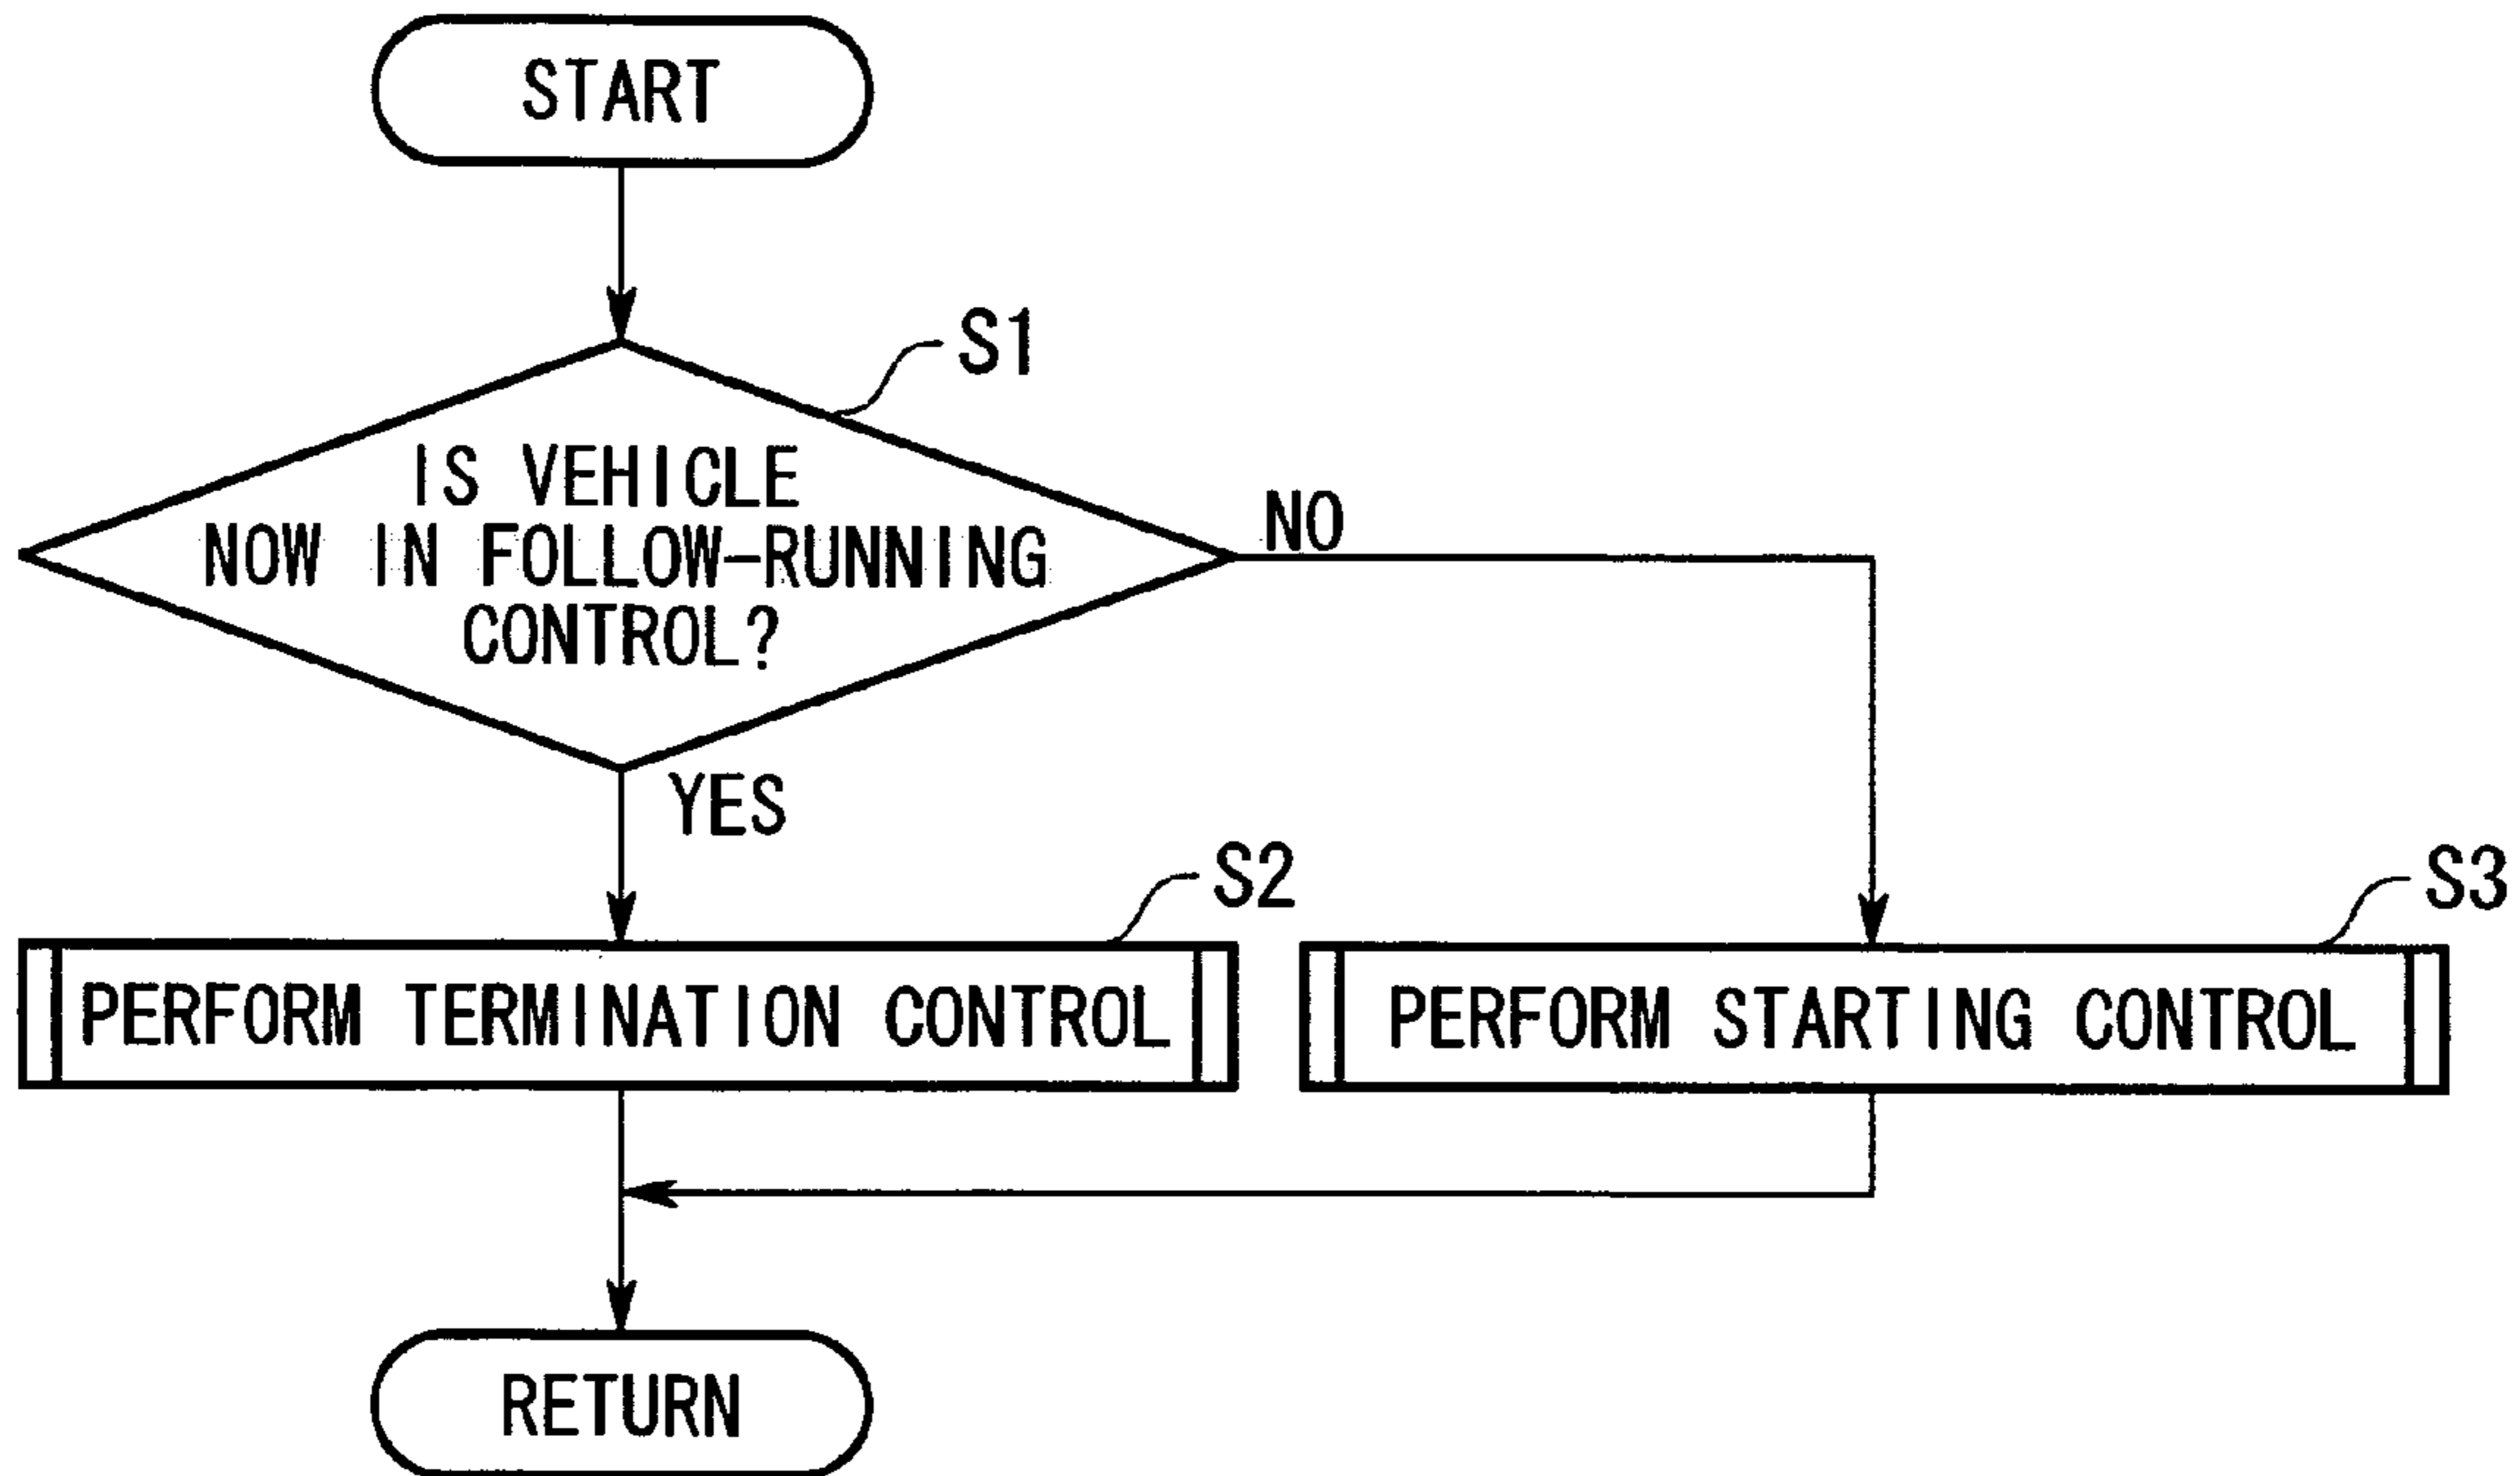 START
S1
IS VEHICLE
NOW IN FOLLOW-RUNNING
CONTROL?
NO
YES
S2
S3
PERFORM TERMINATION CONTROL
PERFORM STARTING CONTROL
RETURN